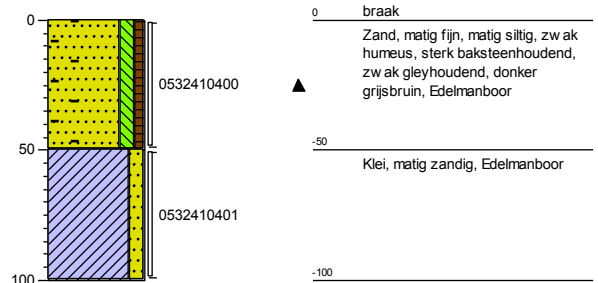 0
0
braak
Zand, matig fijn, matig siltig, zwak
humeus, sterk baksteenhoudend,
zwak gleyhoudend, donker
grijsbruin, Edelmanboor
0532410400
50
-50
Klei, matig zandig, Edelmanboor
0532410401
100
-100